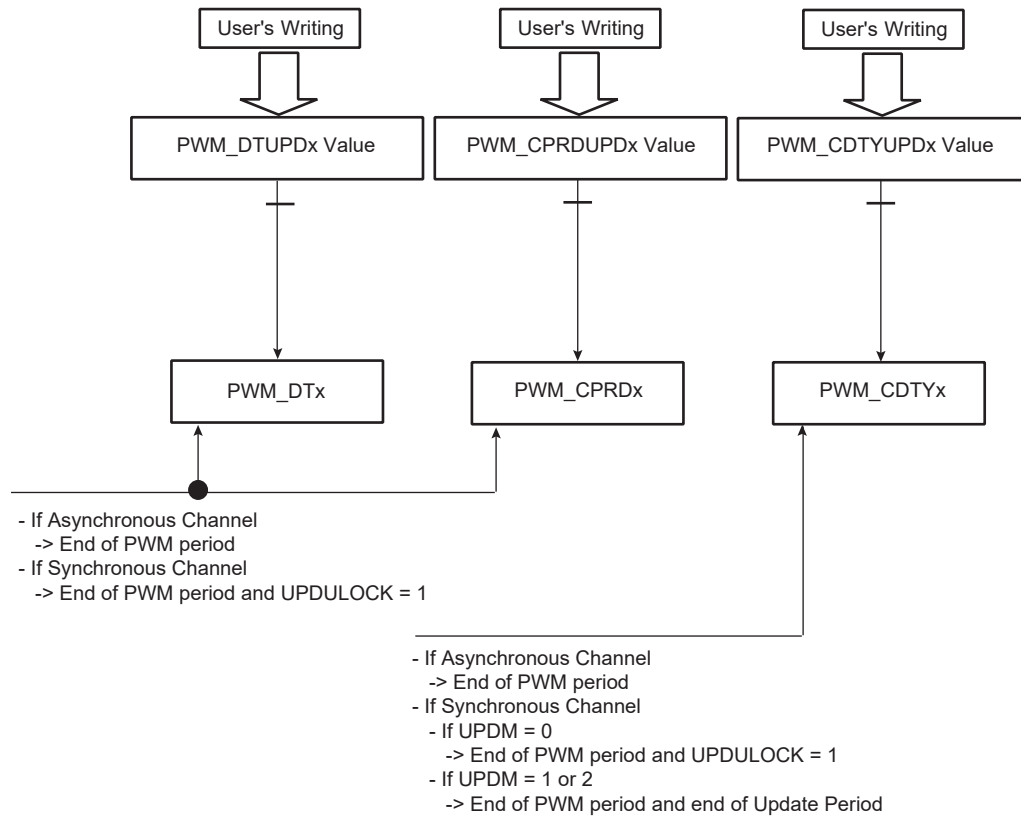 User's Writing
User's Writing
User's Writing
PWM_DTUPDx Value
PWM_CPRDUPDx Value
PWM_CDTYUPDx Value
PWM_DTx
PWM_CPRDx
PWM_CDTYx
- If Asynchronous Channel
-> End of PWM period
- If Synchronous Channel
-> End of PWM period and UPDULOCK = 1
- If Asynchronous Channel
-> End of PWM period
- If Synchronous Channel
- If UPDM = 0
-> End of PWM period and UPDULOCK = 1
- If UPDM = 1 or 2
-> End of PWM period and end of Update Period